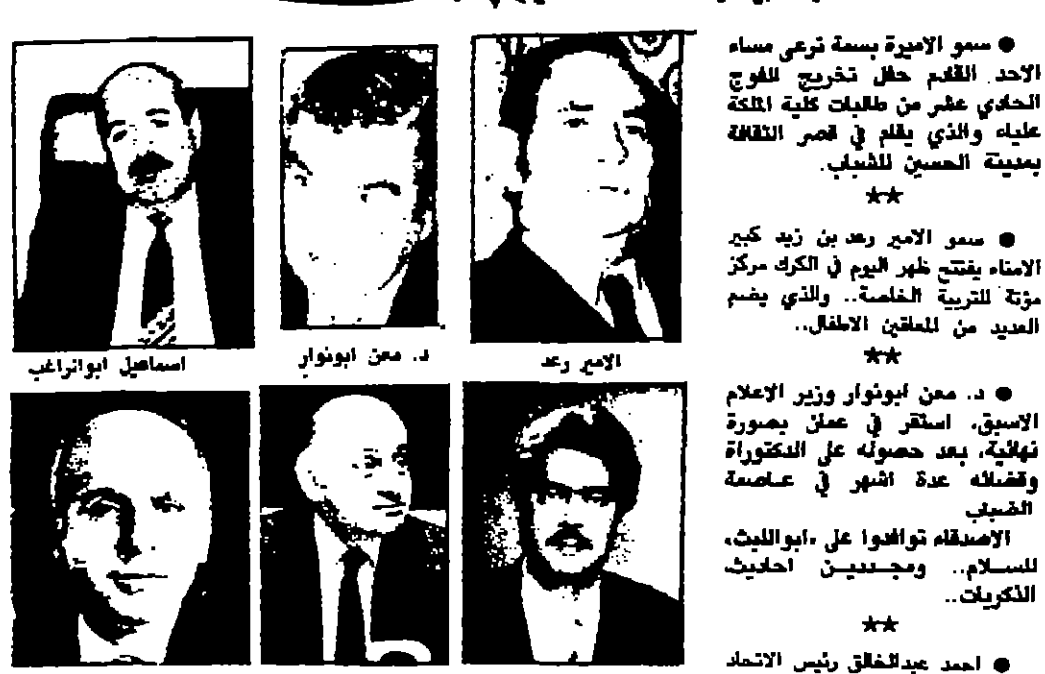 ● سمو الاميرة بسمة ترعى مساء
الاحد القادم حفل تخريج الفوج
الحادي عشر من طالبات كلية الملكة
علياء والذي يقام في قصر الثقافة
بمدينة الحسين للشباب.
★★
● سمو الامير رعد بن زيد كبير
الامناء يفتتح ظهر اليوم في الكرك مركز
مؤتة للتربية الخاصة.. والذي يضم
العديد من المعاقين الاطفال..
★★
● د. معن ابونوار وزير الاعلام
الاسبق، استقر في عمان بصورة
نهائية، بعد حصوله على الدكتوراة
وقضائه عدة اشهر في عاصمة
الضباب
الاصدقاء توافدوا على «ابوالليث»
للسلام.. ومجددين احاديث
الذكريات..
★★
● احمد عبدالخالق رئيس الاتحاد
الامير رعد
د. معن ابونوار
اسماعيل ابوالراغب